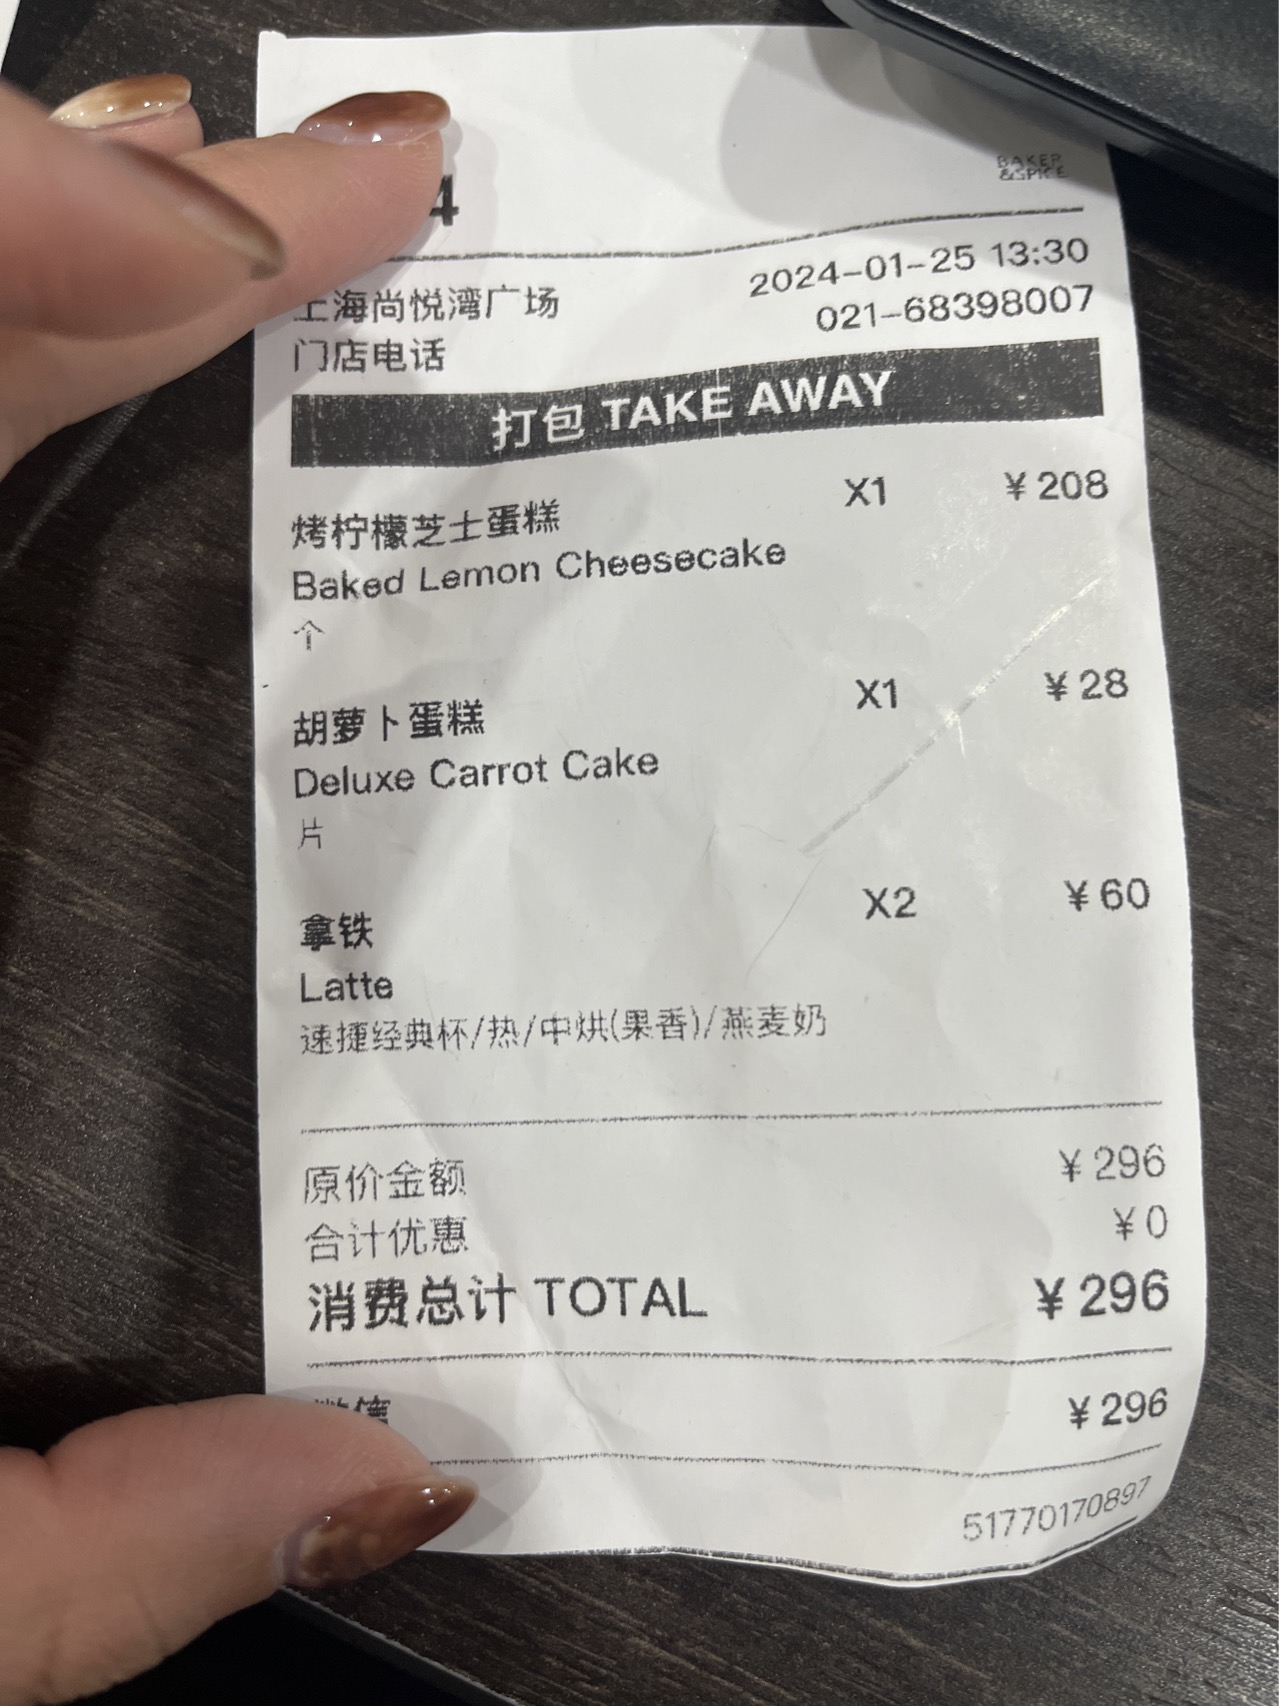 BAKER
&SPICE
4
上海尚悦湾广场 2024-01-25 13:30
门店电话 021-68398007
打包 TAKE AWAY
烤柠檬芝士蛋糕 X1 ¥208
Baked Lemon Cheesecake
个
胡萝卜蛋糕 X1 ¥28
Deluxe Carrot Cake
片
拿铁 X2 ¥60
Latte
速捷经典杯/热/中烘(果香)/燕麦奶
原价金额 ¥296
合计优惠 ¥0
消费总计 TOTAL ¥296
微信 ¥296
51770170897